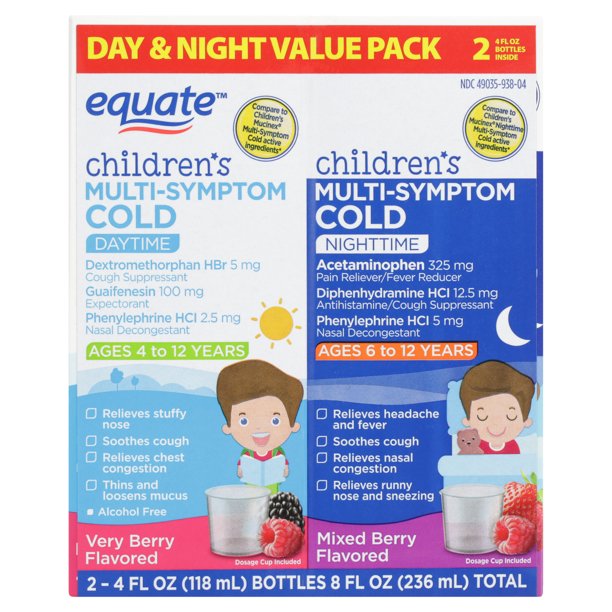 DAY & NIGHT VALUE PACK
2 4 FL OZ BOTTLES INSIDE
NDC 49035-938-04
equate™
Compare to
Children's
Mucinex®
Multi-Symptom
Cold active
ingredients*
children's
MULTI-SYMPTOM
COLD
DAYTIME
Dextromethorphan HBr 5 mg
Cough Suppressant
Guaifenesin 100 mg
Expectorant
Phenylephrine HCl 2.5 mg
Nasal Decongestant
AGES 4 to 12 YEARS
Relieves stuffy
nose
Soothes cough
Relieves chest
congestion
Thins and
loosens mucus
Alcohol Free
Very Berry
Flavored
Dosage Cup Included
Compare to
Children's
Mucinex® Nighttime
Multi-Symptom
Cold active
ingredients*
children's
MULTI-SYMPTOM
COLD
NIGHTTIME
Acetaminophen 325 mg
Pain Reliever/Fever Reducer
Diphenhydramine HCl 12.5 mg
Antihistamine/Cough Suppressant
Phenylephrine HCl 5 mg
Nasal Decongestant
AGES 6 to 12 YEARS
Relieves headache
and fever
Soothes cough
Relieves nasal
congestion
Relieves runny
nose and sneezing
Mixed Berry
Flavored
Dosage Cup Included
2 – 4 FL OZ (118 mL) BOTTLES 8 FL OZ (236 mL) TOTAL